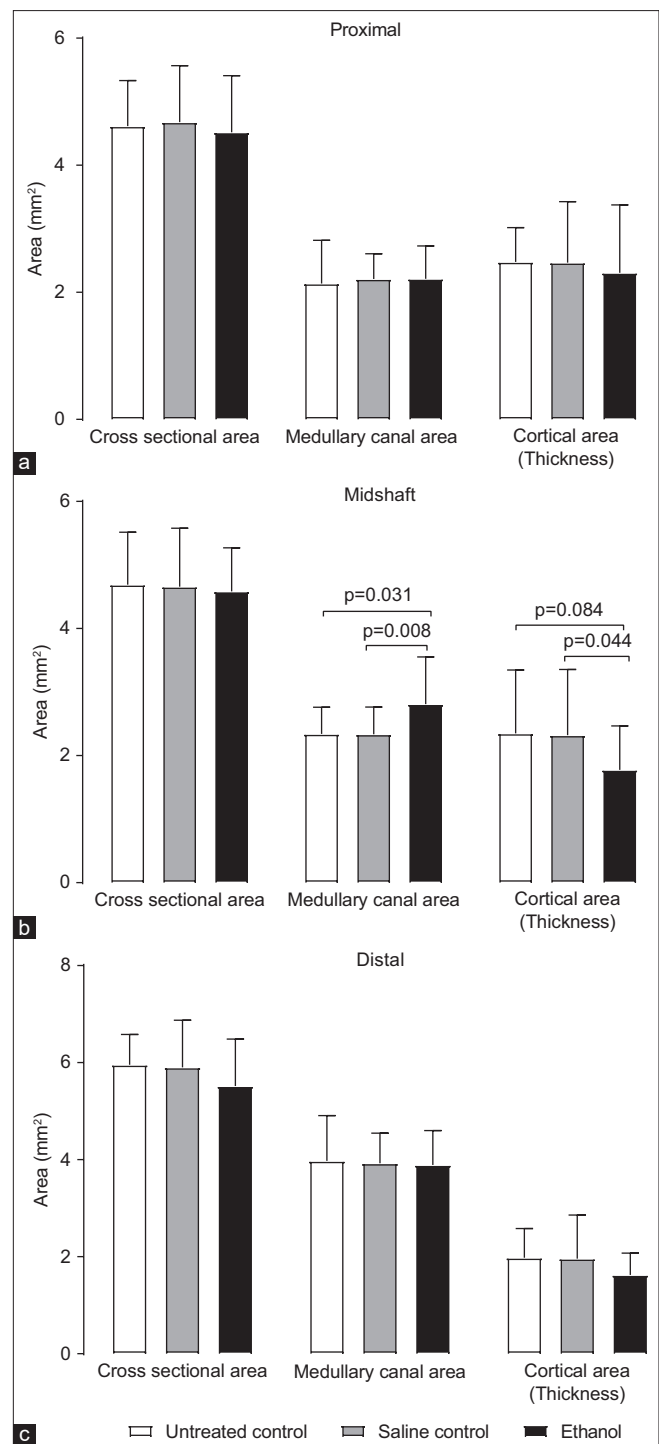 Proximal
6
4
2
0
Area (mm²)
Cross sectional area
Medullary canal area
Cortical area
(Thickness)
a
Midshaft
6
4
2
0
Area (mm²)
p=0.031
p=0.008
p=0.084
p=0.044
Cross sectional area
Medullary canal area
Cortical area
(Thickness)
b
Distal
8
6
4
2
0
Area (mm²)
Cross sectional area
Medullary canal area
Cortical area
(Thickness)
c
Untreated control
Saline control
Ethanol